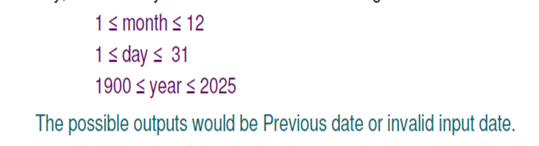 1 ≤ month ≤ 12
1 ≤ day ≤ 31
1900 ≤ year ≤ 2025
The possible outputs would be Previous date or invalid input date.